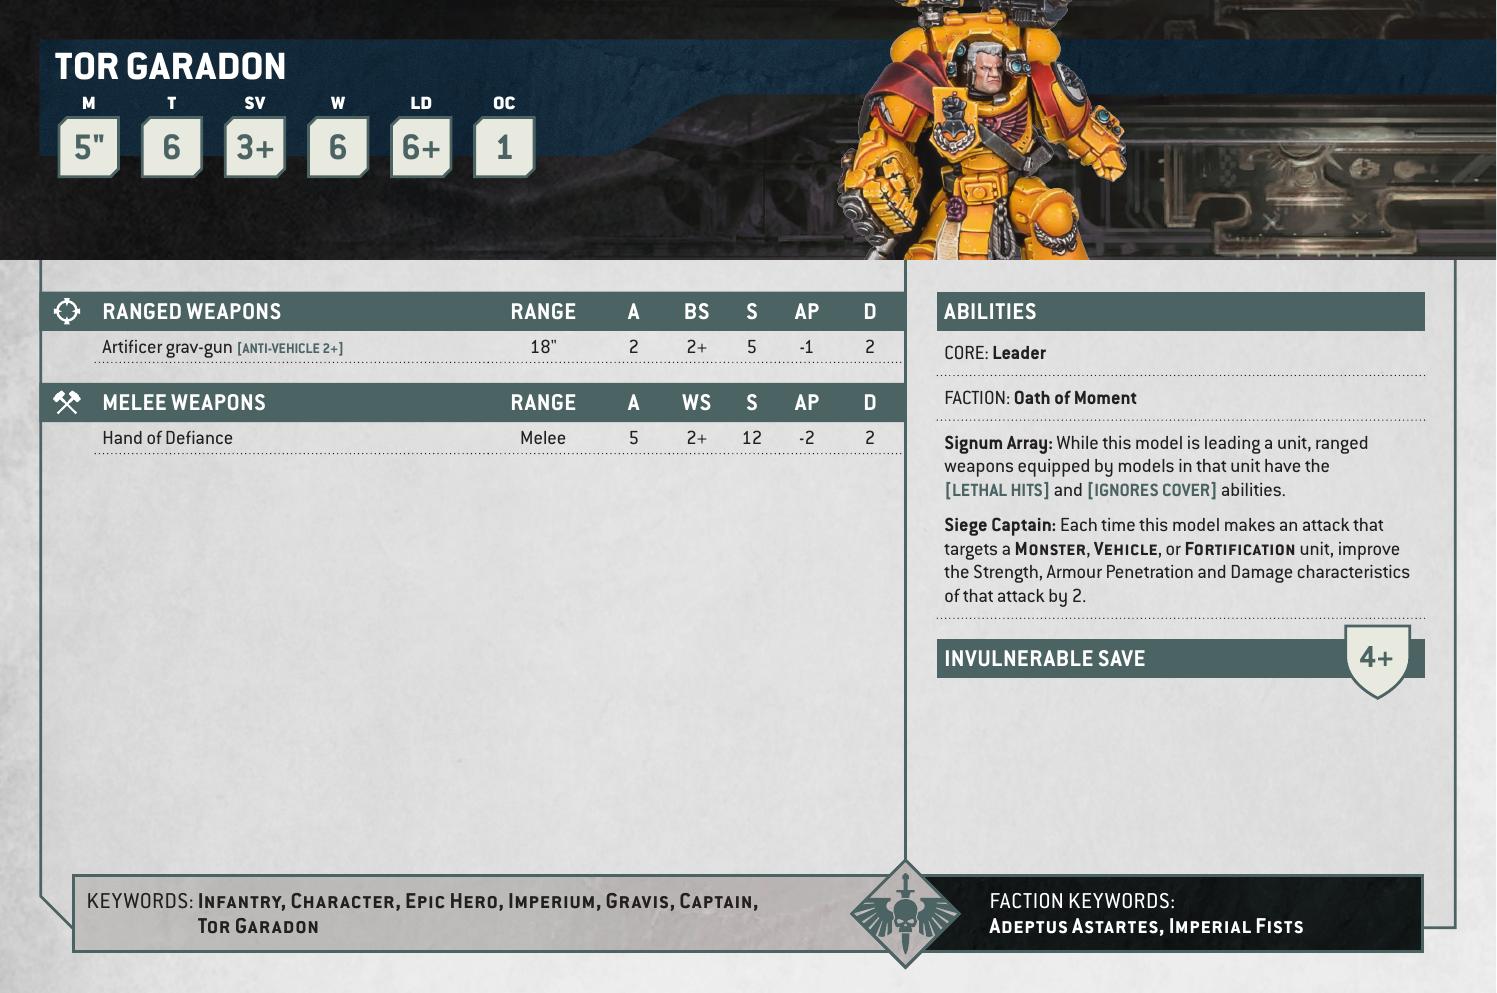 TOR GARADON
M T SV W LD OC
5" 6 3+ 6 6+ 1
RANGED WEAPONS RANGE A BS S AP D
Artificer grav-gun [ANTI-VEHICLE 2+] 18" 2 2+ 5 -1 2
MELEE WEAPONS RANGE A WS S AP D
Hand of Defiance Melee 5 2+ 12 -2 2
ABILITIES
CORE: Leader
FACTION: Oath of Moment
Signum Array: While this model is leading a unit, ranged
weapons equipped by models in that unit have the
[LETHAL HITS] and [IGNORES COVER] abilities.
Siege Captain: Each time this model makes an attack that
targets a MONSTER, VEHICLE, or FORTIFICATION unit, improve
the Strength, Armour Penetration and Damage characteristics
of that attack by 2.
INVULNERABLE SAVE 4+
KEYWORDS: INFANTRY, CHARACTER, EPIC HERO, IMPERIUM, GRAVIS, CAPTAIN,
TOR GARADON
FACTION KEYWORDS:
ADEPTUS ASTARTES, IMPERIAL FISTS